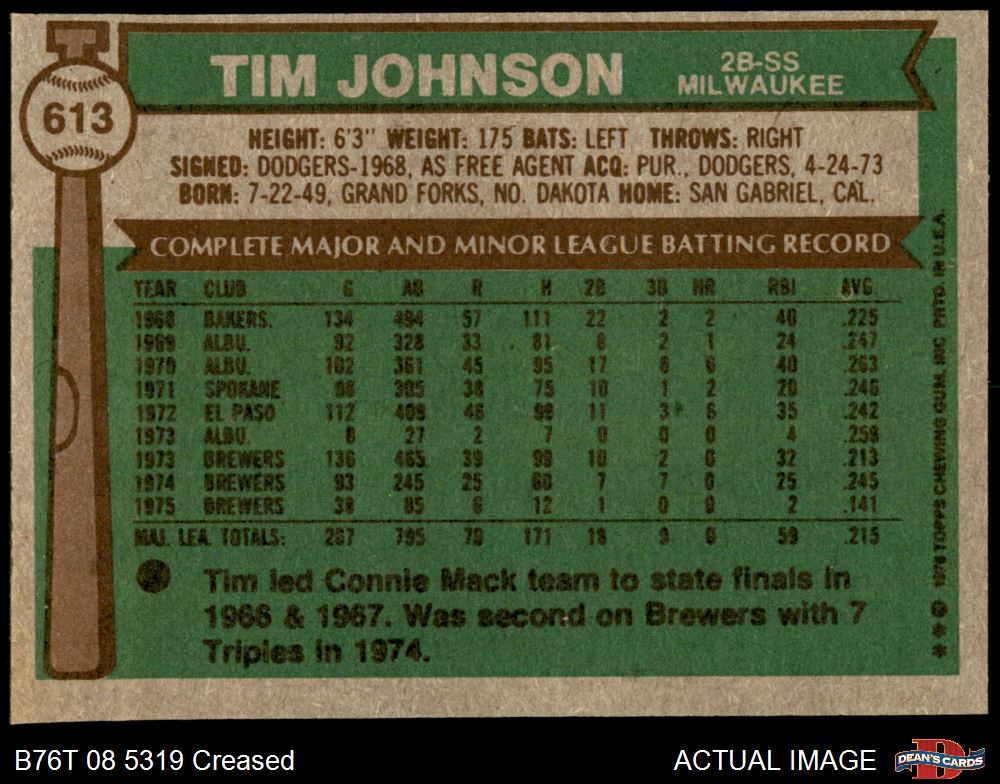 613
TIM JOHNSON
2B-SS
MILWAUKEE
HEIGHT: 6'3" WEIGHT: 175 BATS: LEFT THROWS: RIGHT
SIGNED: DODGERS-1968, AS FREE AGENT ACQ: PUR., DODGERS, 4-24-73
BORN: 7-22-49, GRAND FORKS, NO. DAKOTA HOME: SAN GABRIEL, CAL.
COMPLETE MAJOR AND MINOR LEAGUE BATTING RECORD
YEAR CLUB G AB R H 2B 3B HR RBI AVG.
1968 BAKERS. 134 494 57 111 22 2 2 40 .225
1969 ALBU. 92 328 33 81 8 2 1 24 .247
1970 ALBU. 102 361 45 95 17 6 6 40 .263
1971 SPOKANE 98 305 38 75 10 1 2 20 .246
1972 EL PASO 112 409 46 99 11 3 6 35 .242
1973 ALBU. 8 27 2 7 0 0 0 4 .259
1973 BREWERS 136 465 39 99 10 2 0 32 .213
1974 BREWERS 93 245 25 60 7 7 0 25 .245
1975 BREWERS 38 85 6 12 1 0 0 2 .141
MAJ. LEA. TOTALS: 267 795 70 171 18 9 0 59 .215
Tim led Connie Mack team to state finals in
1966 & 1967. Was second on Brewers with 7
Triples in 1974.
** © 1976 TOPPS CHEWING GUM, INC PRTD. IN U.S.A.
B76T 08 5319 Creased
ACTUAL IMAGE
DEAN'S CARDS